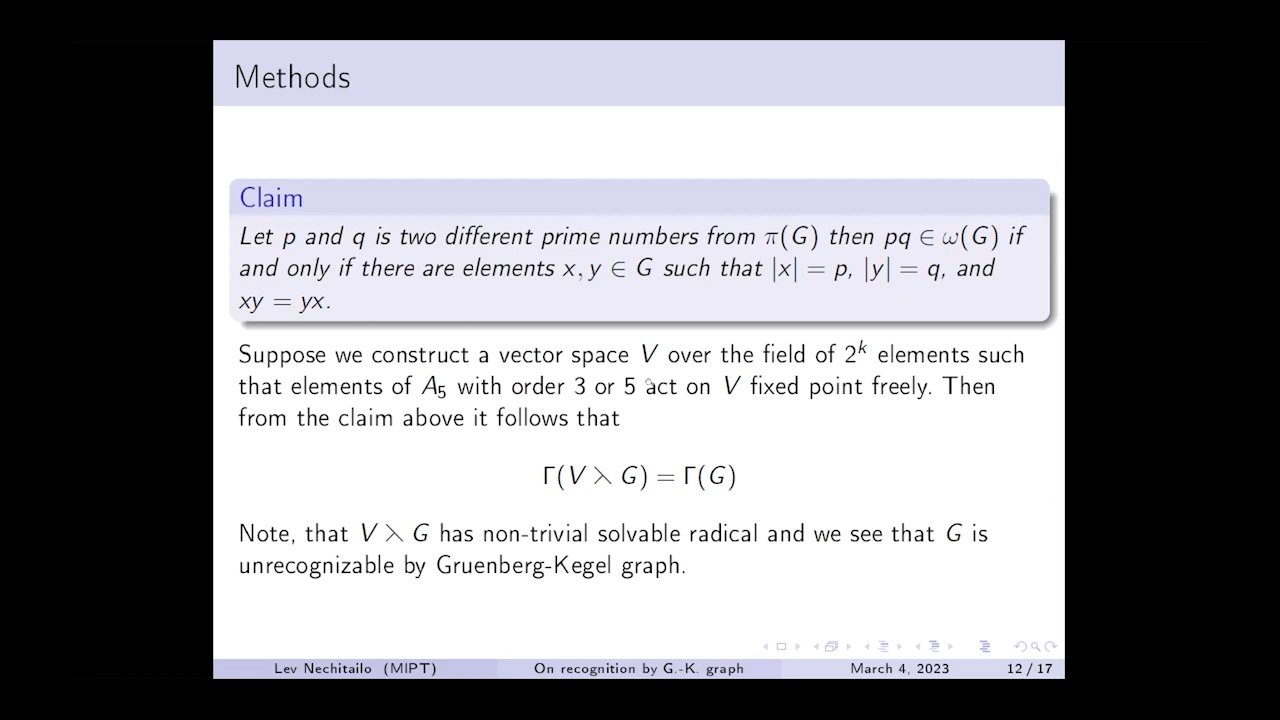 Methods
Claim
Let p and q is two different prime numbers from π(G) then pq ∈ ω(G) if
and only if there are elements x, y ∈ G such that |x| = p, |y| = q, and
xy = yx.
Suppose we construct a vector space V over the field of 2^k elements such
that elements of A₅ with order 3 or 5 act on V fixed point freely. Then
from the claim above it follows that
Γ(V ⋋ G) = Γ(G)
Note, that V ⋋ G has non-trivial solvable radical and we see that G is
unrecognizable by Gruenberg-Kegel graph.
Lev Nechitailo (MIPT) On recognition by G.-K. graph March 4, 2023 12 / 17